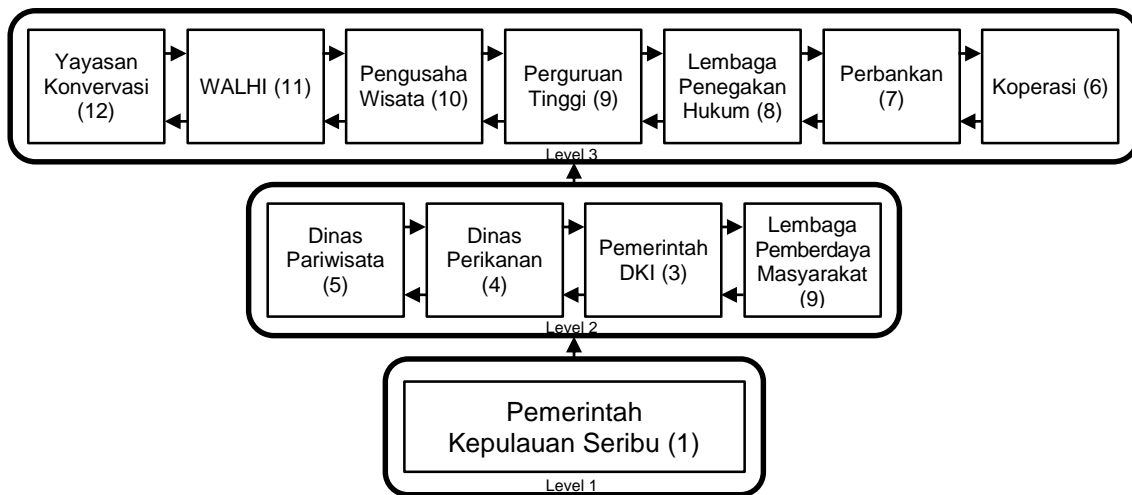 Yayasan
Konvervasi
(12)
WALHI (11)
Pengusaha
Wisata (10)
Perguruan
Tinggi (9)
Lembaga
Penegakan
Hukum (8)
Perbankan
(7)
Koperasi (6)
Level 3
Dinas
Pariwisata
(5)
Dinas
Perikanan
(4)
Pemerintah
DKI (3)
Lembaga
Pemberdaya
Masyarakat
(9)
Level 2
Pemerintah
Kepulauan Seribu (1)
Level 1